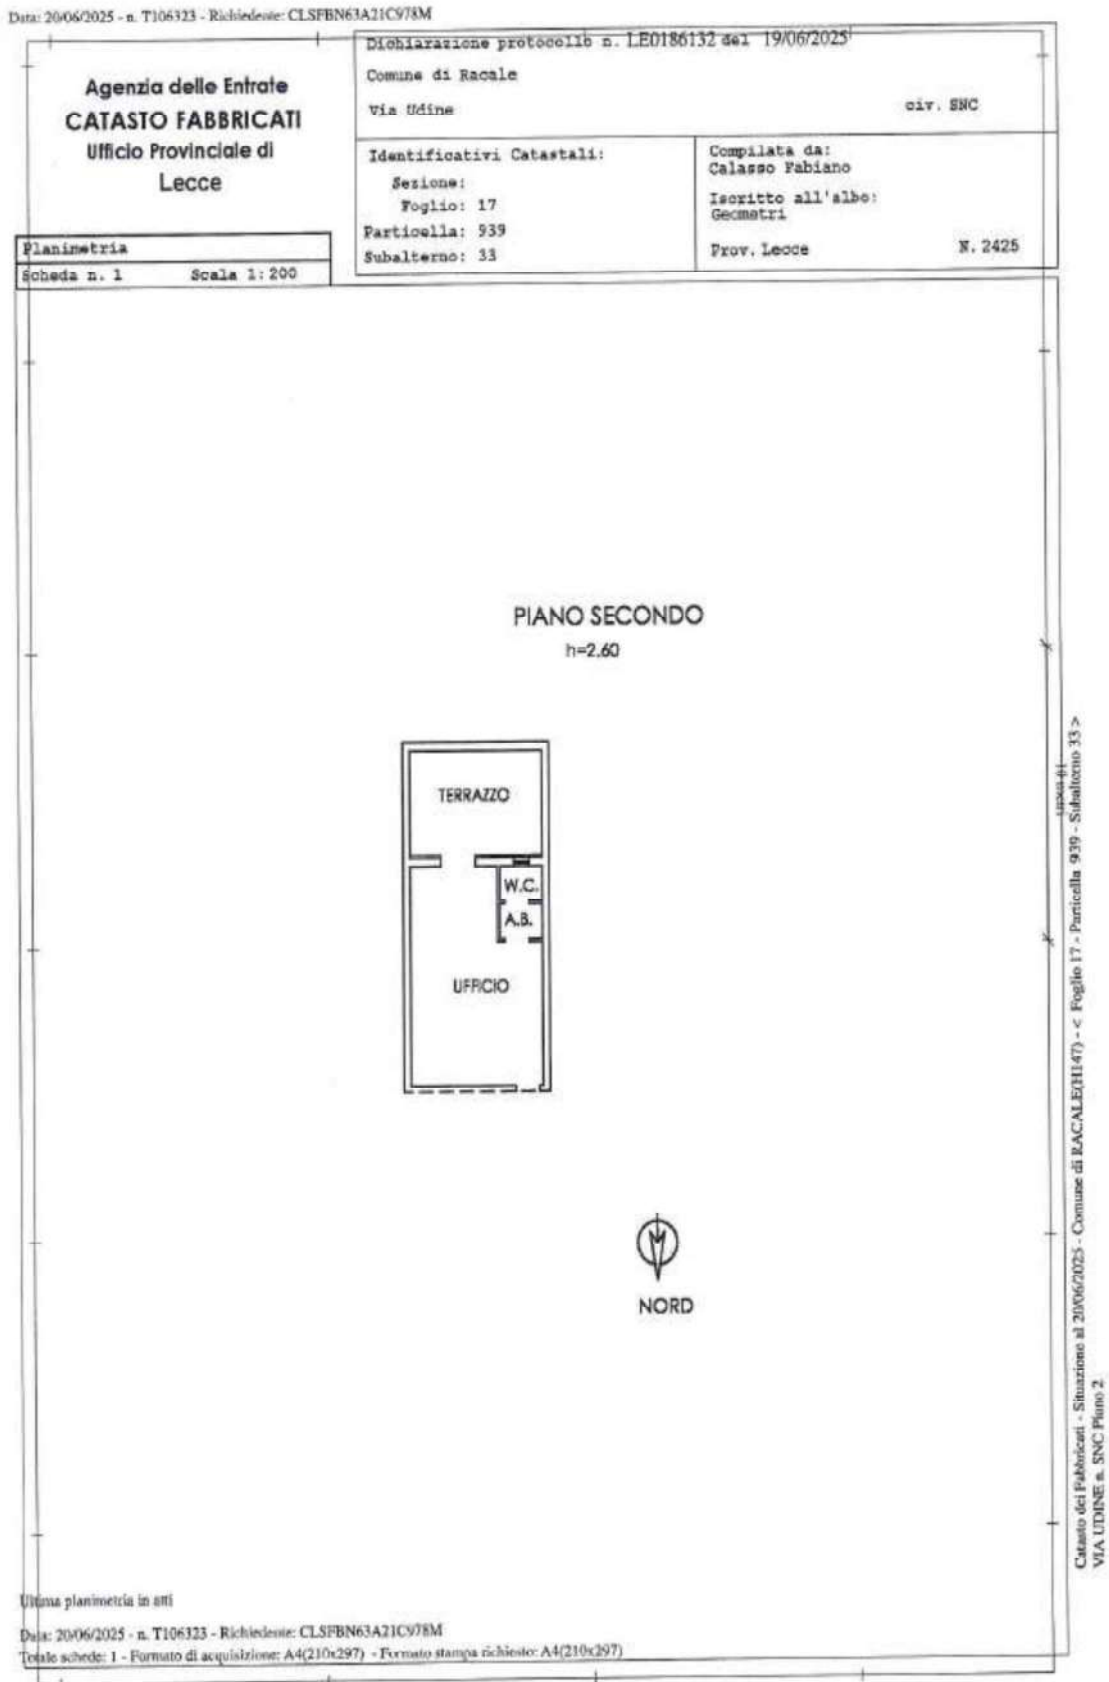 Data: 20/06/2025 - n. T106323 - Richiedente: CLSFBN63A21C978M
Agenzia delle Entrate
CATASTO FABBRICATI
Ufficio Provinciale di
Lecce
Dichiarazione protocollo n. LE0186132 del 19/06/2025
Comune di Racale
Via Udine civ. SNC
Identificativi Catastali:
Sezione:
Foglio: 17
Particella: 939
Subalterno: 33
Compilata da:
Calasso Fabiano
Iscritto all'albo:
Geometri
Prov. Lecce N. 2425
Planimetria
Scheda n. 1 Scala 1:200
PIANO SECONDO
h=2.60
TERRAZZO
W.C.
A.B.
UFFICIO
NORD
Catasto dei Fabbricati - Situazione al 20/06/2025 - Comune di RACALE(H147) - < Foglio 17 - Particella 939 - Subalterno 33 >
VIA UDINE n. SNC Piano 2
Ultima planimetria in atti
Data: 20/06/2025 - n. T106323 - Richiedente: CLSFBN63A21C978M
Totale schede: 1 - Formato di acquisizione: A4(210x297) - Formato stampa richiesto: A4(210x297)